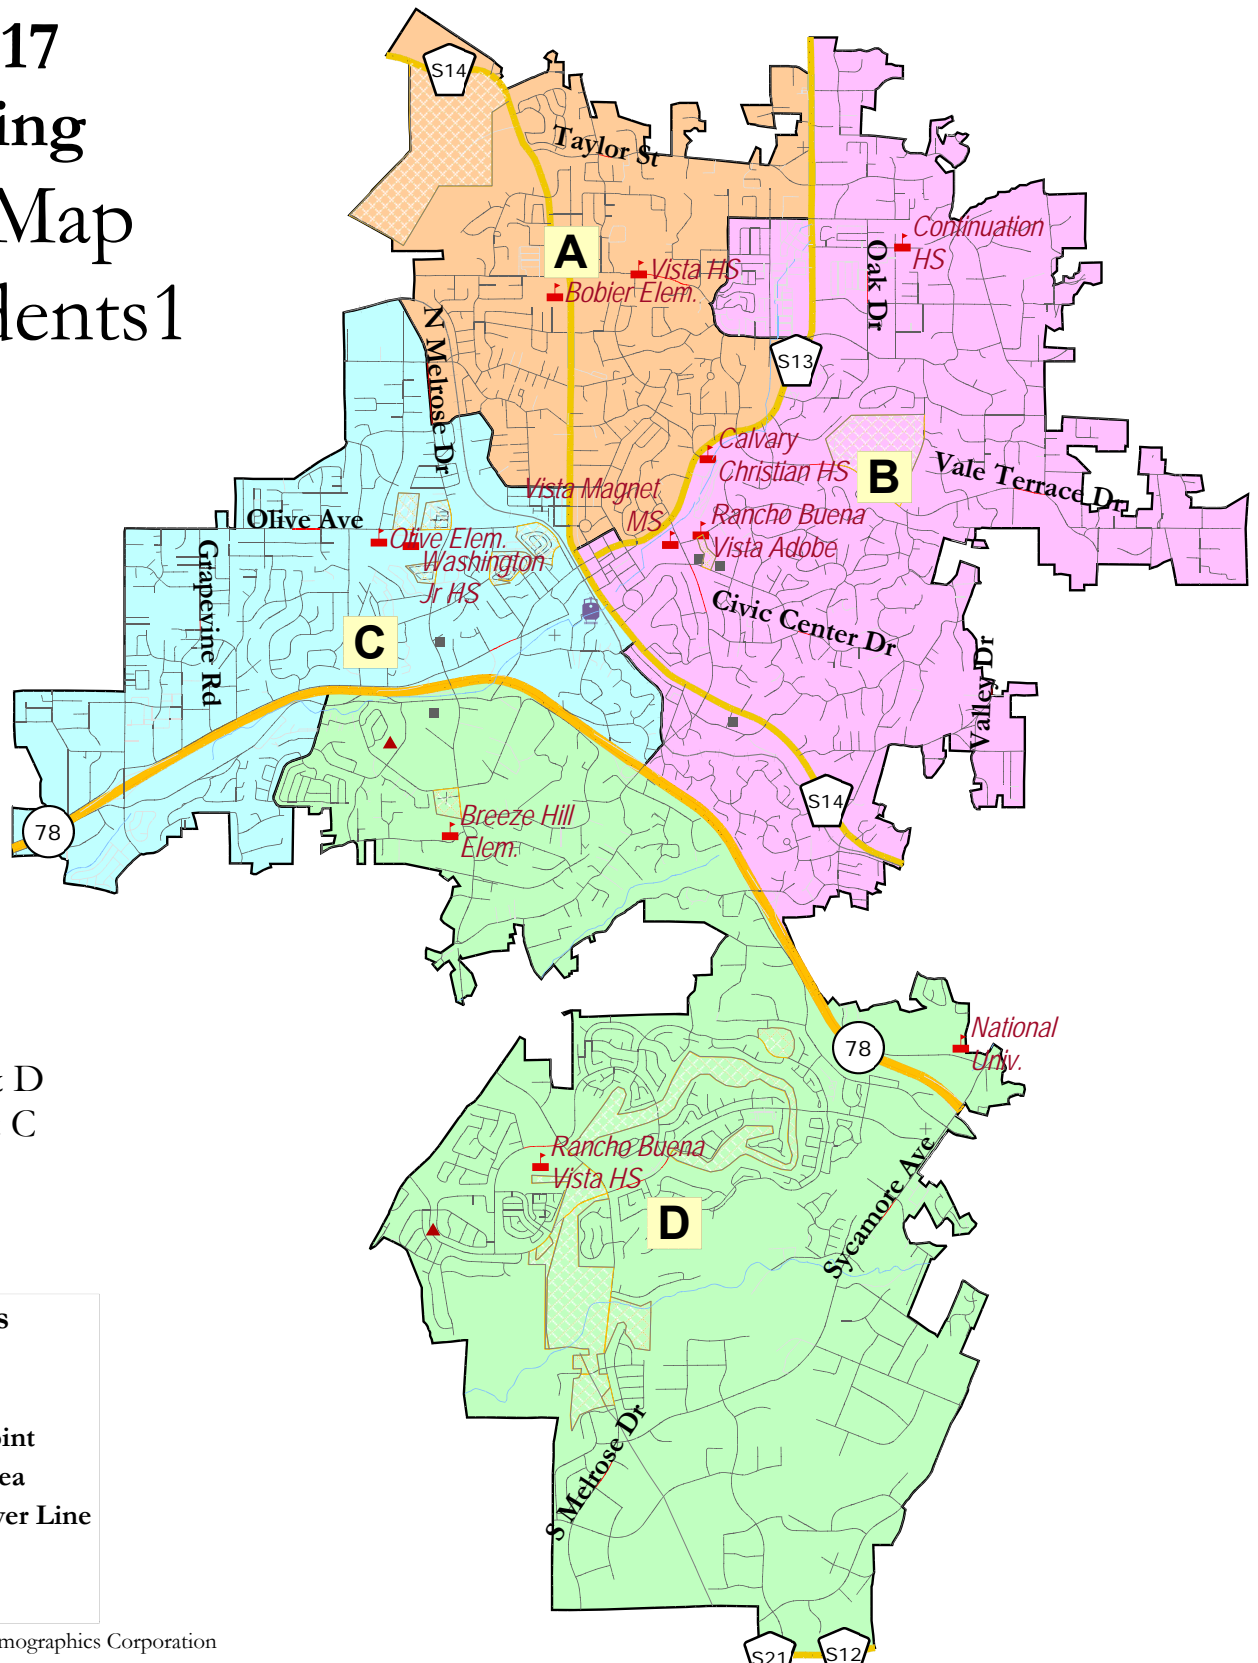 17
ing
Map
dents1
S14
Taylor St
A
Vista HS
Bobier Elem.
Continuation
HS
Oak Dr
N Melrose Dr
S13
Calvary
Christian HS
B
Vale Terrace Dr
Vista Magnet
MS
Rancho Buena
Vista Adobe
Olive Ave
Olive Elem.
Washington
Jr HS
Grapevine Rd
Civic Center Dr
C
Valley Dr
S14
78
Breeze Hill
Elem.
National
Univ.
78
D
C
Rancho Buena
Vista HS
Sycamore Ave
D
s
oint
ea
ver Line
S Melrose Dr
mographics Corporation
S21
S12